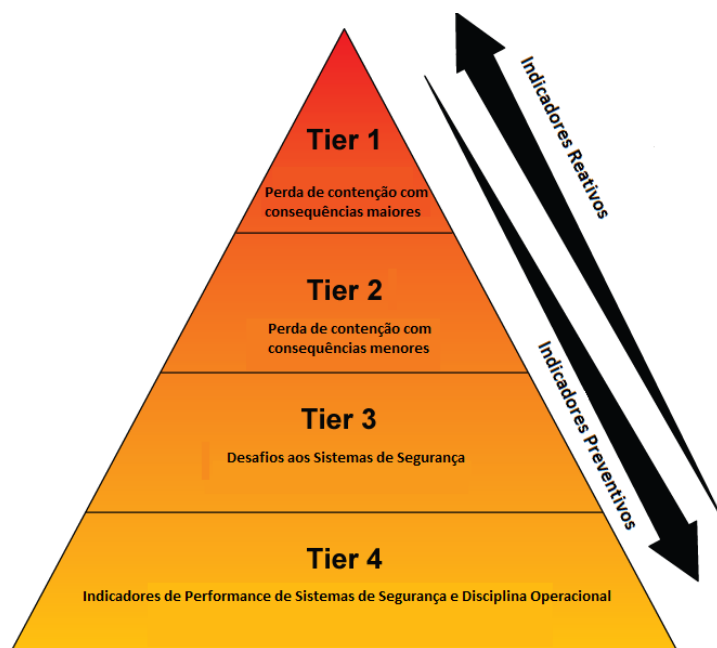 Tier 1
Perda de contenção com
consequências maiores
Tier 2
Perda de contenção com
consequências menores
Tier 3
Desafios aos Sistemas de Segurança
Tier 4
Indicadores de Performance de Sistemas de Segurança e Disciplina Operacional
Indicadores Reativos
Indicadores Preventivos